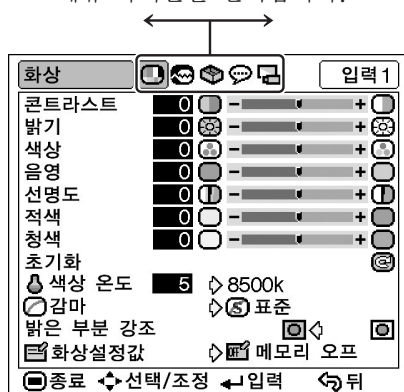 화상 입력1
콘트라스트 0 - +
밝기 0 - +
색상 0 - +
음영 0 - +
선명도 0 - +
적색 0 - +
청색 0 - +
초기화
색상 온도 5 8500k
감마 S 표준
밝은 부분 강조
화상설정값 OFF 메모리 오프
종료 선택/조정 입력 뒤